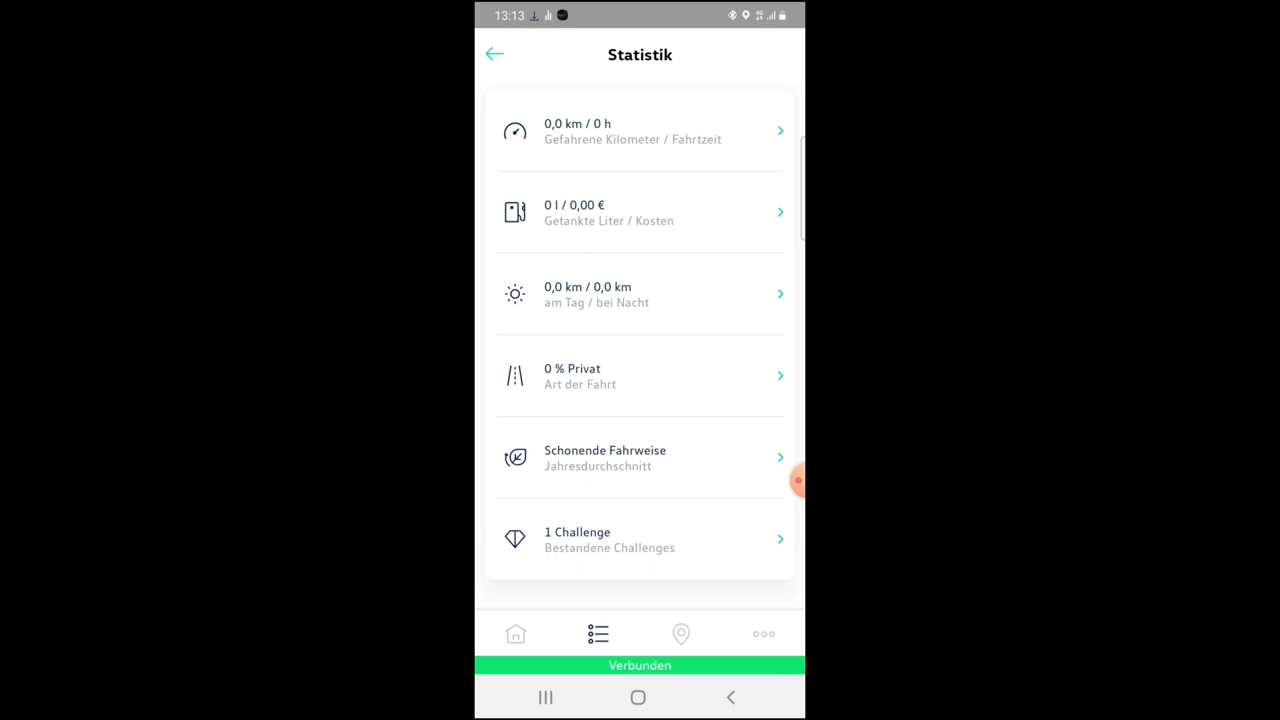 13:13
Statistik
0,0 km / 0 h
Gefahrene Kilometer / Fahrtzeit
0 l / 0,00 €
Getankte Liter / Kosten
0,0 km / 0,0 km
am Tag / bei Nacht
0 % Privat
Art der Fahrt
Schonende Fahrweise
Jahresdurchschnitt
1 Challenge
Bestandene Challenges
Verbunden